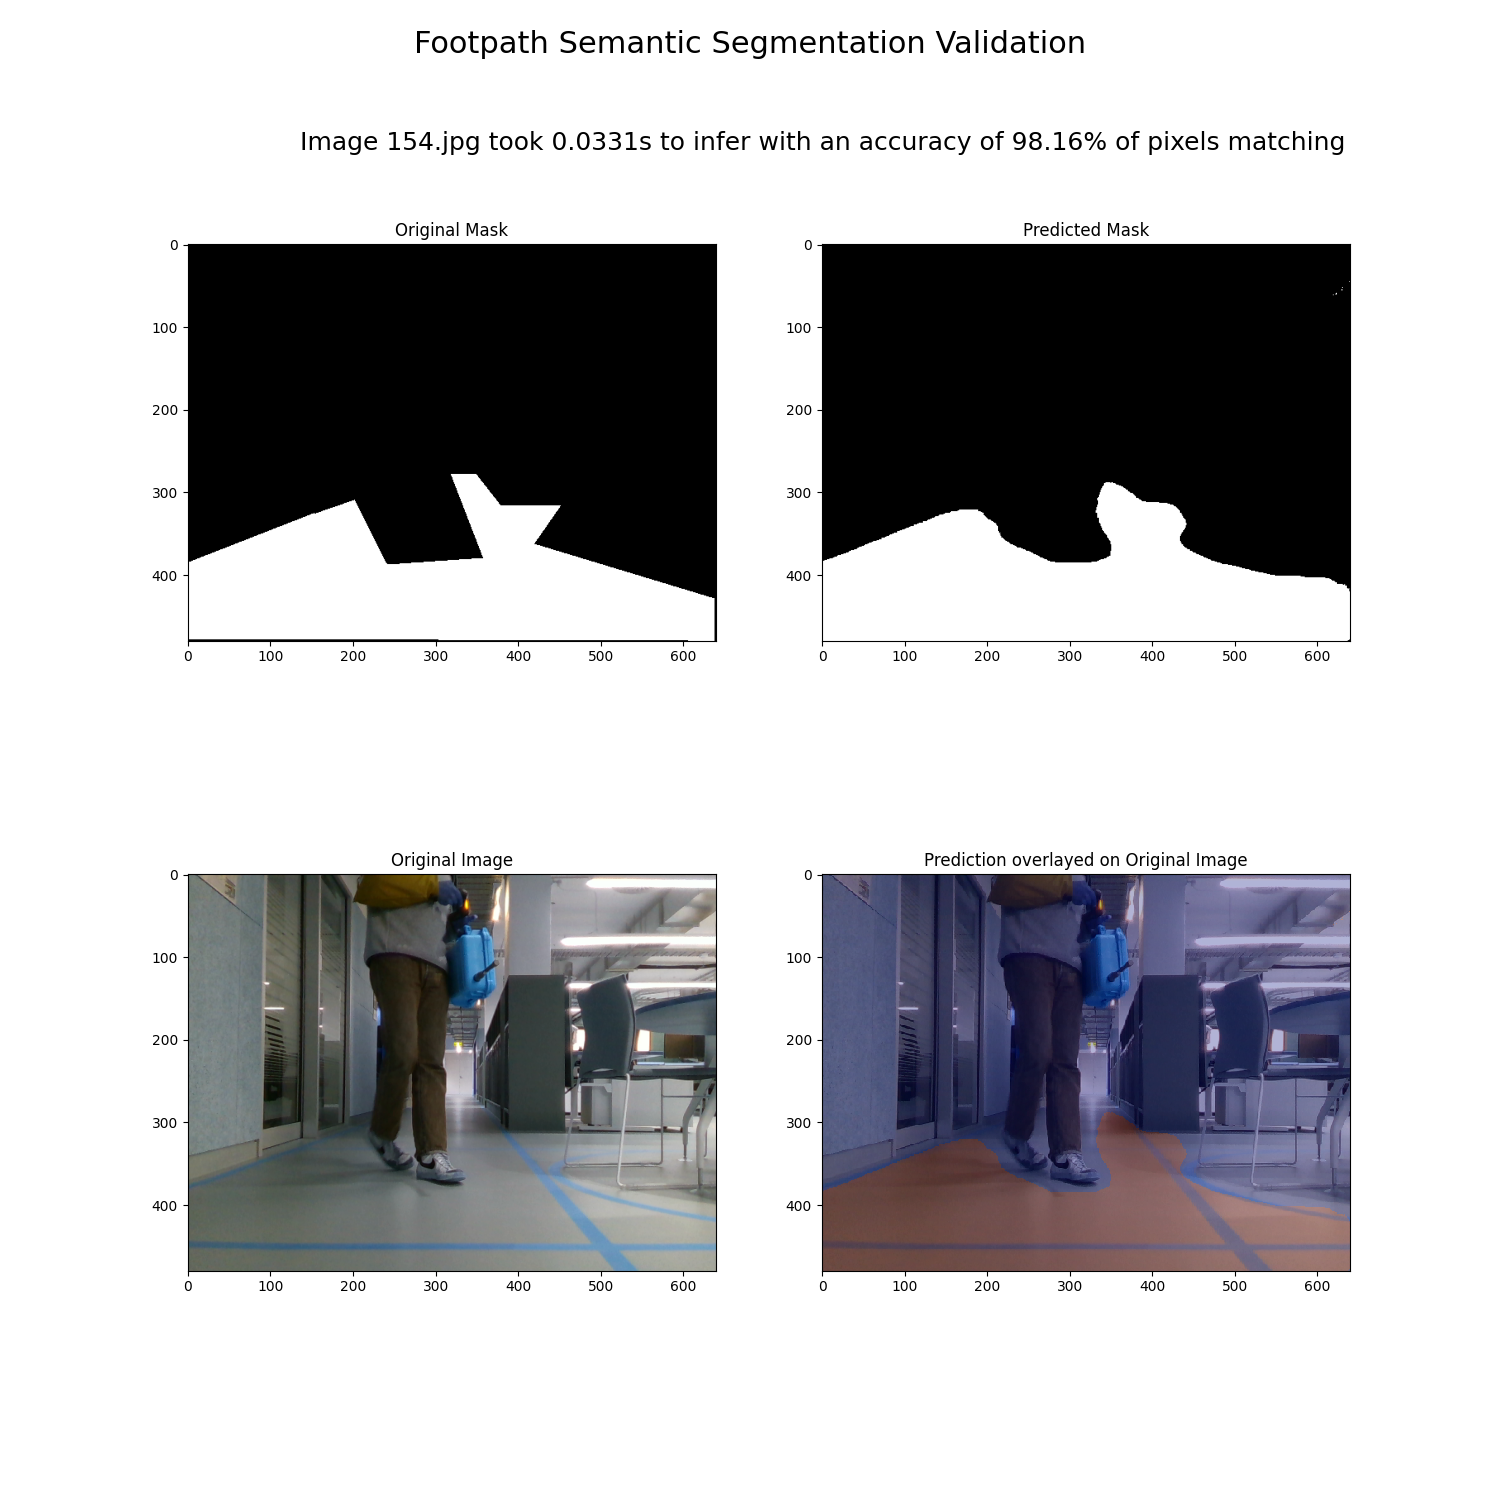 Footpath Semantic Segmentation Validation
Image 154.jpg took 0.0331s to infer with an accuracy of 98.16% of pixels matching
Original Mask
0
100
200
300
400
0 100 200 300 400 500 600
Predicted Mask
0
100
200
300
400
0 100 200 300 400 500 600
Original Image
0
100
200
300
400
0 100 200 300 400 500 600
Prediction overlayed on Original Image
0
100
200
300
400
0 100 200 300 400 500 600